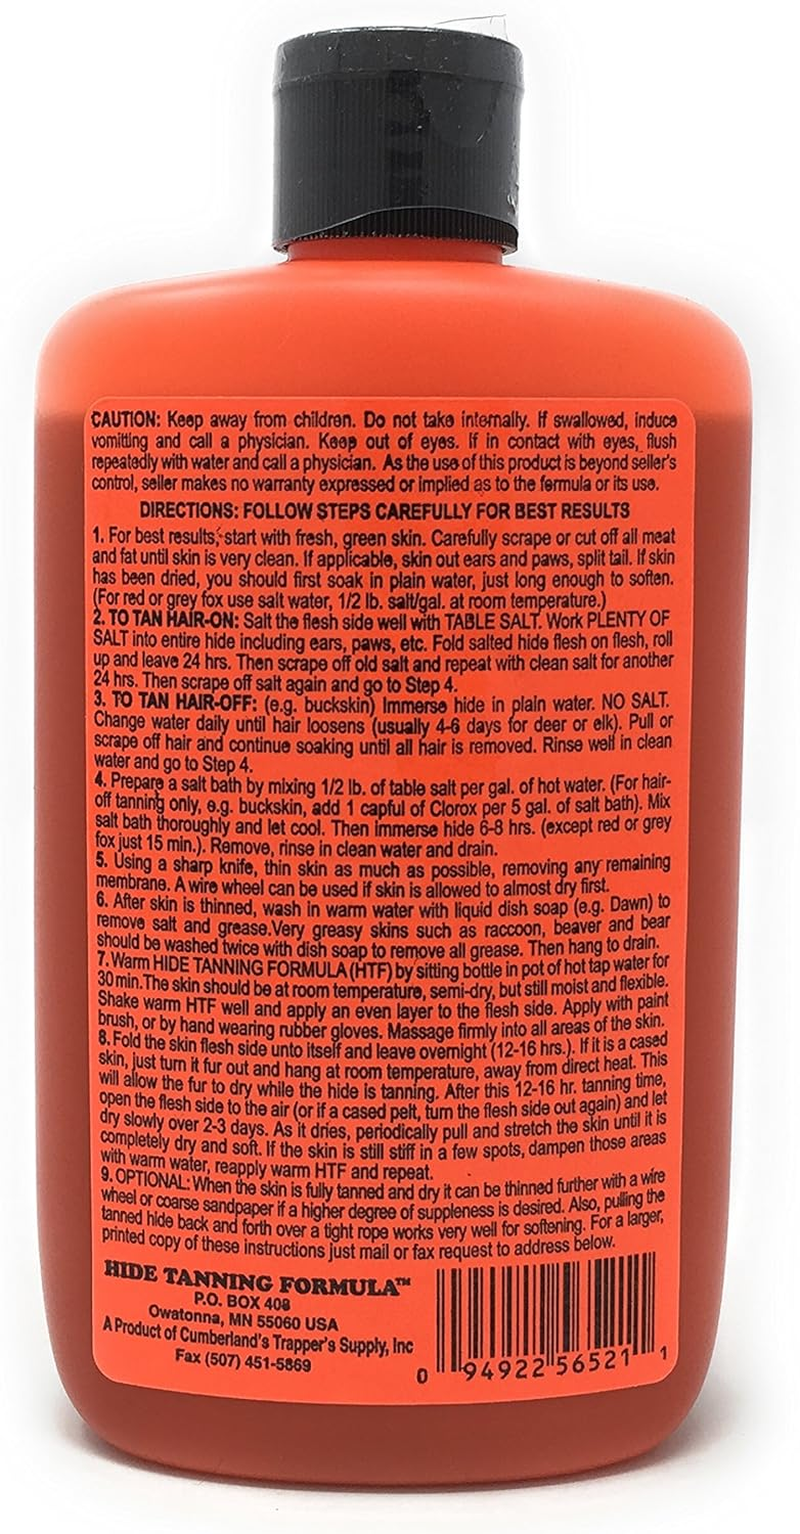 CAUTION: Keep away from children. Do not take internally. If swallowed, induce
vomitting and call a physician. Keep out of eyes. If in contact with eyes, flush
repeatedly with water and call a physician. As the use of this product is beyond seller's
control, seller makes no warranty expressed or implied as to the formula or its use.
DIRECTIONS: FOLLOW STEPS CAREFULLY FOR BEST RESULTS
1. For best results, start with fresh, green skin. Carefully scrape or cut off all meat
and fat until skin is very clean. If applicable, skin out ears and paws, split tail. If skin
has been dried, you should first soak in plain water, just long enough to soften.
(For red or grey fox use salt water, 1/2 lb. salt/gal. at room temperature.)
2. TO TAN HAIR-ON: Salt the flesh side well with TABLE SALT. Work PLENTY OF
SALT into entire hide including ears, paws, etc. Fold salted hide flesh on flesh, roll
up and leave 24 hrs. Then scrape off old salt and repeat with clean salt for another
24 hrs. Then scrape off salt again and go to Step 4.
3. TO TAN HAIR-OFF: (e.g. buckskin) Immerse hide in plain water. NO SALT.
Change water daily until hair loosens (usually 4-6 days for deer or elk). Pull or
scrape off hair and continue soaking until all hair is removed. Rinse well in clean
water and go to Step 4.
4. Prepare a salt bath by mixing 1/2 lb. of table salt per gal. of hot water. (For hair-
off tanning only, e.g. buckskin, add 1 capful of Clorox per 5 gal. of salt bath). Mix
salt bath thoroughly and let cool. Then immerse hide 6-8 hrs. (except red or grey
fox just 15 min.). Remove, rinse in clean water and drain.
5. Using a sharp knife, thin skin as much as possible, removing any remaining
membrane. A wire wheel can be used if skin is allowed to almost dry first.
6. After skin is thinned, wash in warm water with liquid dish soap (e.g. Dawn) to
remove salt and grease.Very greasy skins such as raccoon, beaver and bear
should be washed twice with dish soap to remove all grease. Then hang to drain.
7. Warm HIDE TANNING FORMULA (HTF) by sitting bottle in pot of hot tap water for
30 min.The skin should be at room temperature, semi-dry, but still moist and flexible.
Shake warm HTF well and apply an even layer to the flesh side. Apply with paint
brush, or by hand wearing rubber gloves. Massage firmly into all areas of the skin.
8. Fold the skin flesh side unto itself and leave overnight (12-16 hrs.). If it is a cased
skin, just turn it fur out and hang at room temperature, away from direct heat. This
will allow the fur to dry while the hide is tanning. After this 12-16 hr. tanning time,
open the flesh side to the air (or if a cased pelt, turn the flesh side out again) and let
dry slowly over 2-3 days. As it dries, periodically pull and stretch the skin until it is
completely dry and soft. If the skin is still stiff in a few spots, dampen those areas
with warm water, reapply warm HTF and repeat.
9. OPTIONAL: When the skin is fully tanned and dry it can be thinned further with a wire
wheel or coarse sandpaper if a higher degree of suppleness is desired. Also, pulling the
tanned hide back and forth over a tight rope works very well for softening. For a larger,
printed copy of these instructions just mail or fax request to address below.
HIDE TANNING FORMULA™
P.O. BOX 408
Owatonna, MN 55060 USA
A Product of Cumberland's Trapper's Supply, Inc
Fax (507) 451-5869
0 94922 56521 1